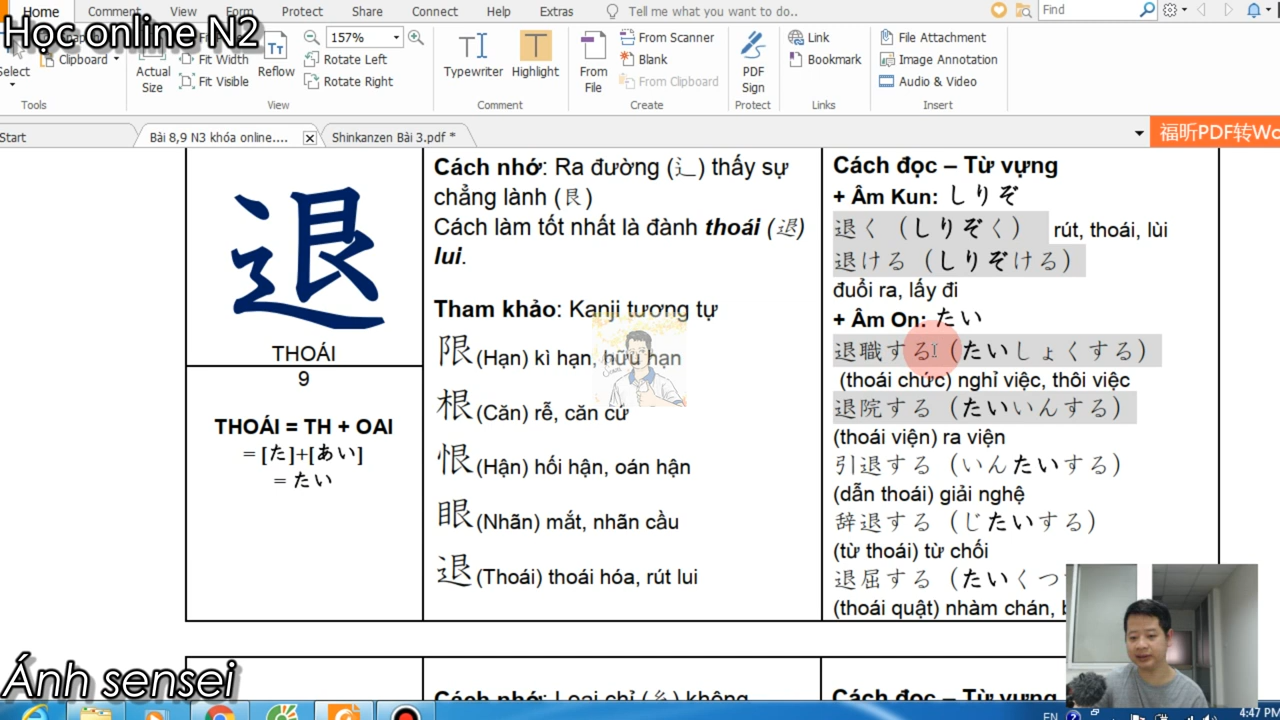 Home
Comment
View
Form
Protect
Share
Connect
Help
Extras
Tell me what you want to do..
Find
Học online N2
Select
Clipboard
Actual Size
Fit Width
Fit Visible
Reflow
157%
Rotate Left
Rotate Right
Typewriter
Highlight
From File
From Scanner
Blank
From Clipboard
PDF Sign
Link
Bookmark
File Attachment
Image Annotation
Audio & Video
Tools
View
Comment
Create
Protect
Links
Insert
Start
Bài 8,9 N3 khóa online....
Shinkanzen Bài 3.pdf *
福昕PDF转Wo
退
THOÁI
9
THOÁI = TH + OAI
= [た]+[あい]
= たい
Cách nhớ: Ra đường (辶) thấy sự
chẳng lành (艮)
Cách làm tốt nhất là đành thoái (退)
lui.
Tham khảo: Kanji tương tự
限(Hạn) kì hạn, hữu hạn
根(Căn) rễ, căn cứ
恨(Hận) hối hận, oán hận
眼(Nhãn) mắt, nhãn cầu
退(Thoái) thoái hóa, rút lui
Cách đọc – Từ vựng
+ Âm Kun: しりぞ
退く（しりぞく） rút, thoái, lùi
退ける（しりぞける）
đuổi ra, lấy đi
+ Âm On: たい
退職する（たいしょくする）
(thoái chức) nghỉ việc, thôi việc
退院する（たいいんする）
(thoái viện) ra viện
引退する（いんたいする）
(dẫn thoái) giải nghệ
辞退する（じたいする）
(từ thoái) từ chối
退屈する（たいくつ
(thoái quật) nhàm chán,
Cách nhớ: Loại chỉ (糸) không
Cách đọc – Từ vựng
Ánh sensei
EN
4:47 PM